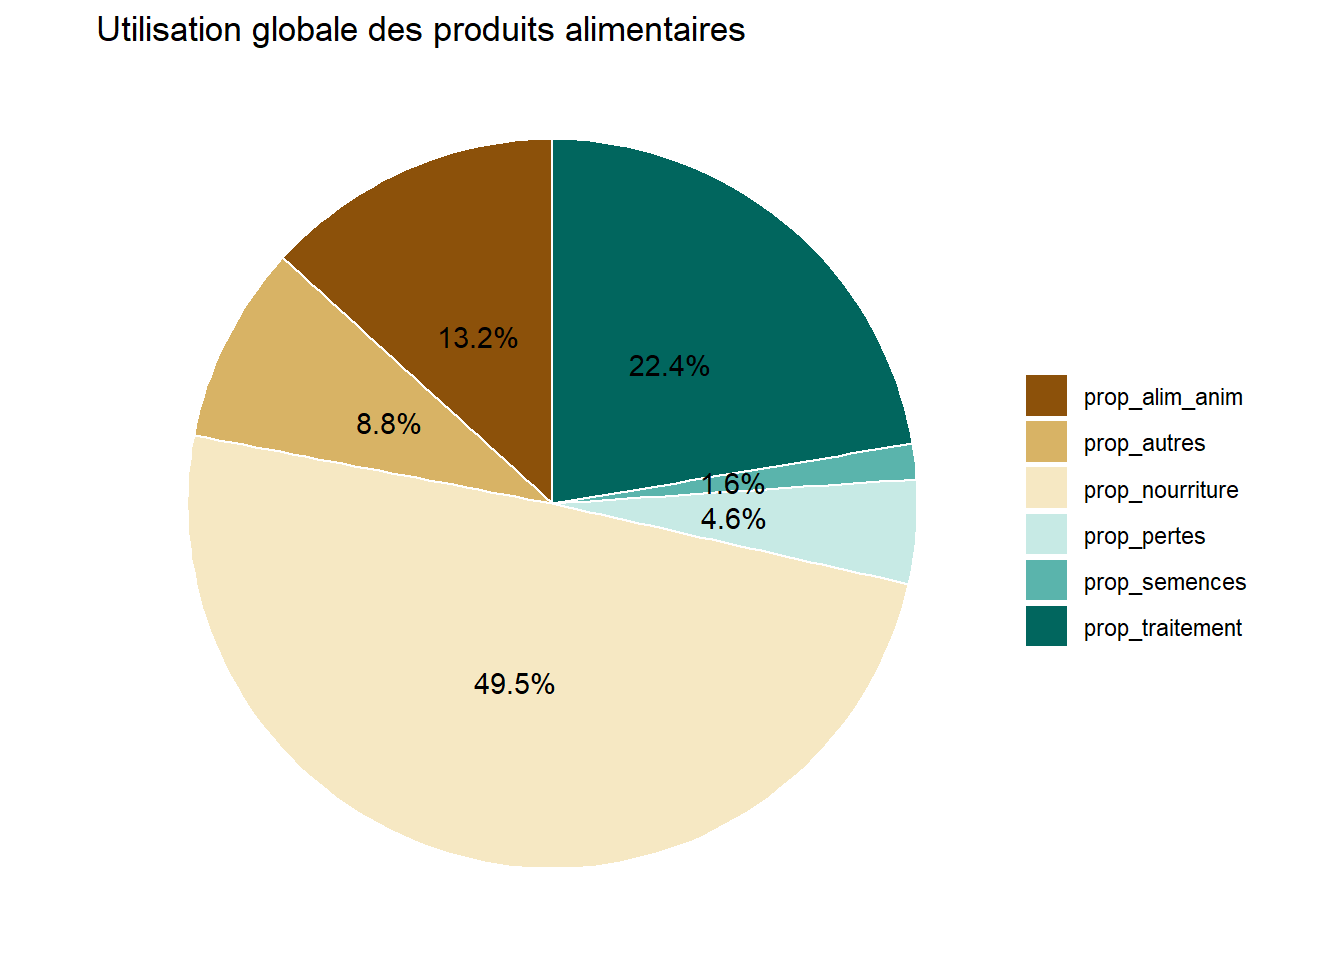 Utilisation globale des produits alimentaires
13.2%
22.4%
8.8%
1.6%
4.6%
49.5%
prop_alim_anim
prop_autres
prop_nourriture
prop_pertes
prop_semences
prop_traitement